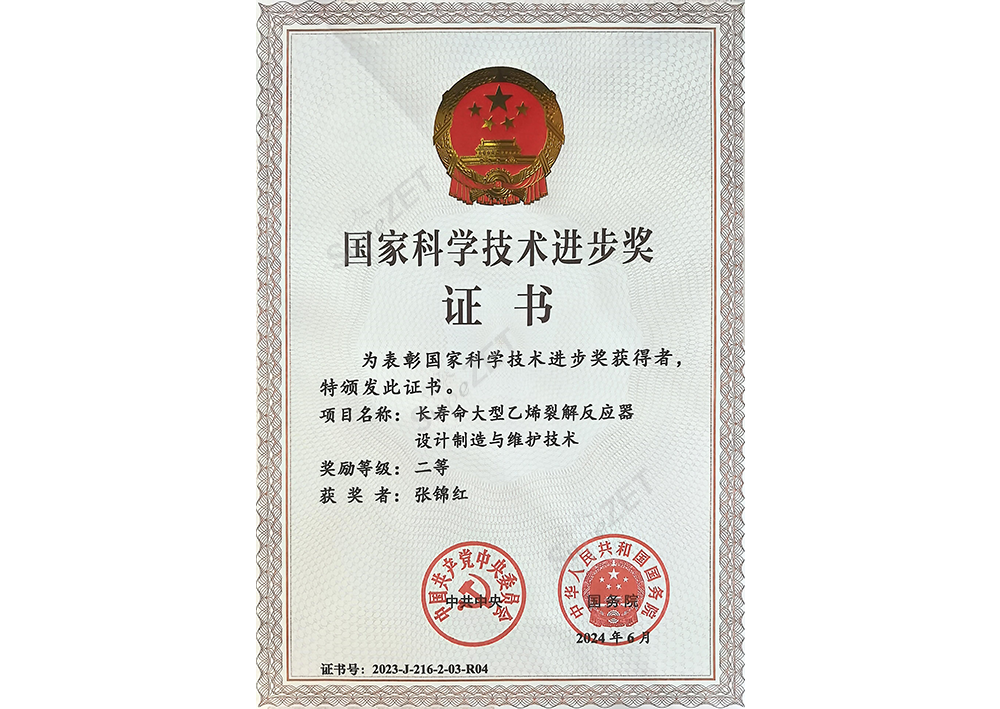 国家科学技术进步奖
证 书
为表彰国家科学技术进步奖获得者，
特颁发此证书。
项目名称：长寿命大型乙烯裂解反应器
设计制造与维护技术
奖励等级：二等
获 奖 者：张锦红
中国共产党中央委员会
中共中央
中华人民共和国国务院
国务院
2024 年 6 月
证书号：2023-J-216-2-03-R04